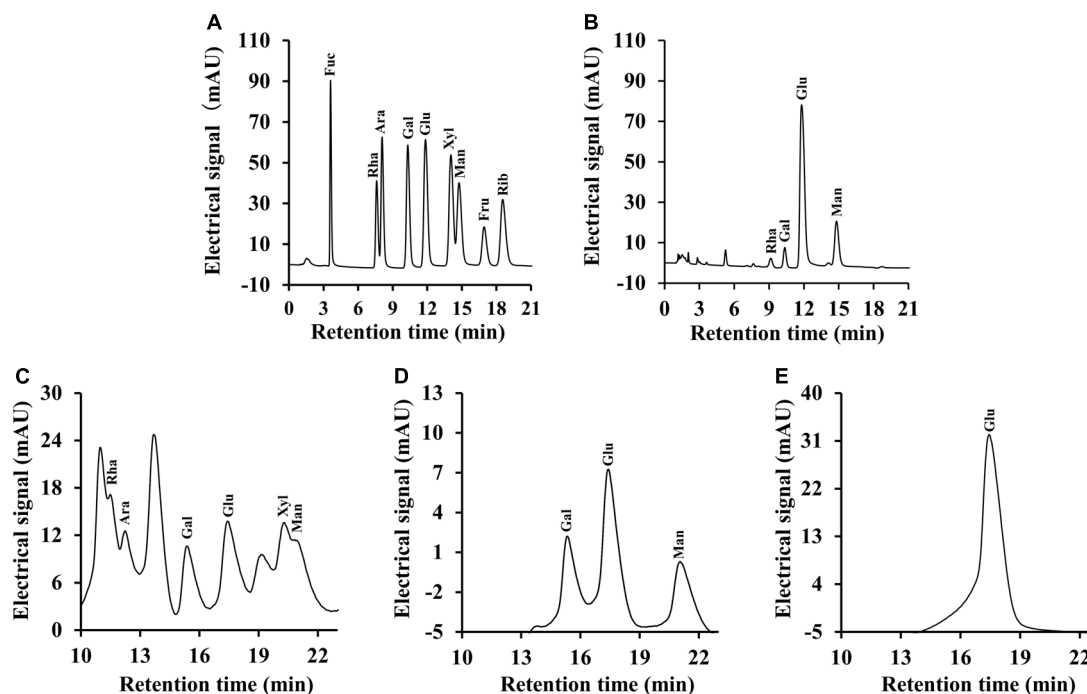 A
Electrical signal (mAU)
110
90
70
50
30
10
-10
Fuc
Rha
Ara
Gal
Glu
Xyl
Man
Fru
Rib
0 3 6 9 12 15 18 21
Retention time (min)
B
Electrical signal (mAU)
110
90
70
50
30
10
-10
Rha
Gal
Glu
Man
0 3 6 9 12 15 18 21
Retention time (min)
C
Electrical signal (mAU)
30
24
18
12
6
0
Rha
Ara
Gal
Glu
Xyl
Man
10 13 16 19 22
Retention time (min)
D
Electrical signal (mAU)
13
10
7
4
1
-2
-5
Gal
Glu
Man
10 13 16 19 22
Retention time (min)
E
Electrical signal (mAU)
40
31
22
13
4
-5
Glu
10 13 16 19 22
Retention time (min)